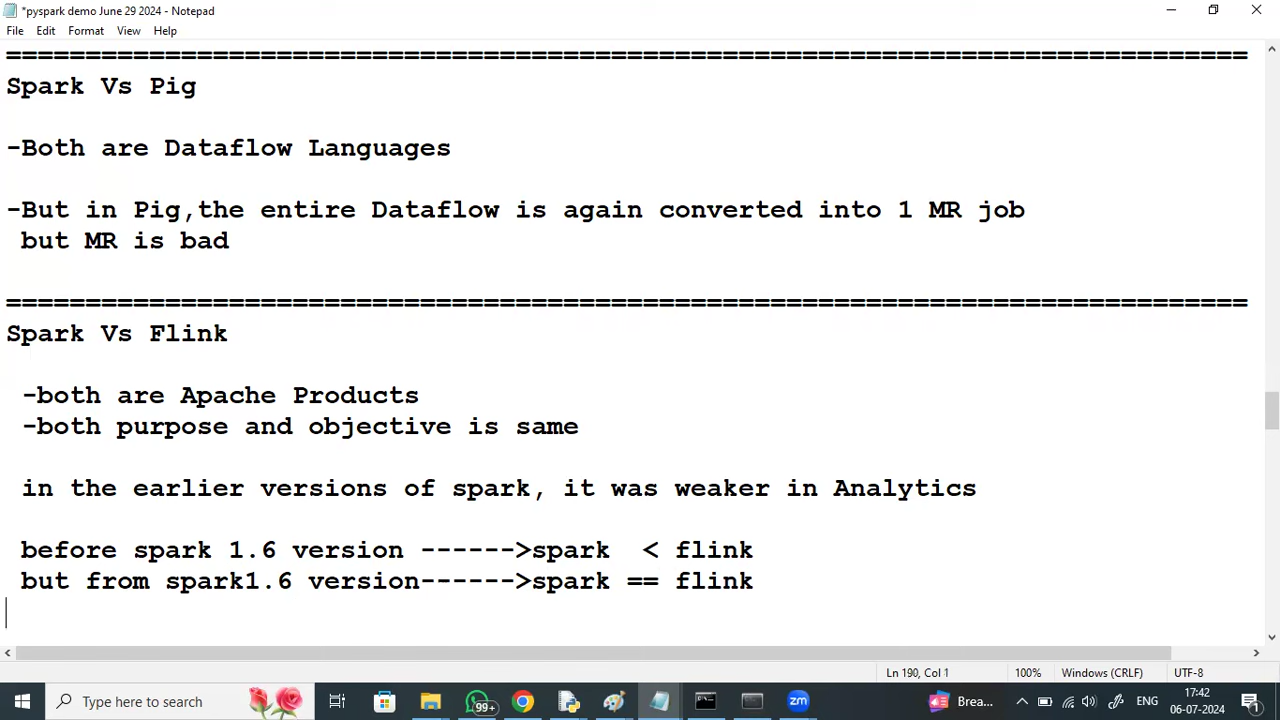 *pyspark demo June 29 2024 - Notepad
File Edit Format View Help
==============================================================================
Spark Vs Pig
-Both are Dataflow Languages
-But in Pig,the entire Dataflow is again converted into 1 MR job
but MR is bad
==============================================================================
Spark Vs Flink
-both are Apache Products
-both purpose and objective is same
in the earlier versions of spark, it was weaker in Analytics
before spark 1.6 version ------>spark  < flink
but from spark1.6 version------>spark == flink
Ln 190, Col 1 100% Windows (CRLF) UTF-8
Type here to search 99+ zm Brea... ENG 17:42
06-07-2024 1